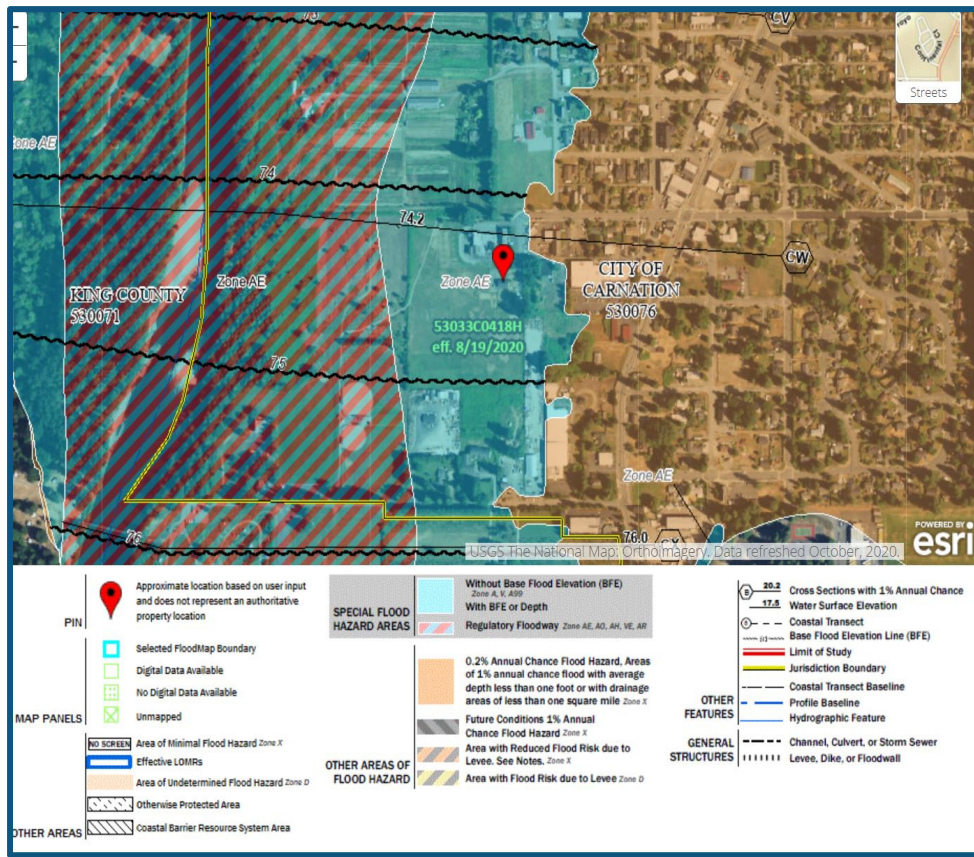 73
CV
Continental Ct
Streets
Zone AE
74
74.2
CW
Zone AE
Zone AE
CITY OF
CARNATION
530076
KING COUNTY
530071
53033C0418H
eff. 8/19/2020
75
Zone AE
76
76.0
CX
POWERED BY
esri
USGS The National Map: Orthoimagery. Data refreshed October, 2020.
PIN
Approximate location based on user input
and does not represent an authoritative
property location
MAP PANELS
Selected FloodMap Boundary
Digital Data Available
No Digital Data Available
Unmapped
OTHER AREAS
NO SCREEN Area of Minimal Flood Hazard Zone X
Effective LOMRs
Area of Undetermined Flood Hazard Zone D
Otherwise Protected Area
Coastal Barrier Resource System Area
SPECIAL FLOOD
HAZARD AREAS
Without Base Flood Elevation (BFE)
Zone A, V, A99
With BFE or Depth
Regulatory Floodway Zone AE, AO, AH, VE, AR
OTHER AREAS OF
FLOOD HAZARD
0.2% Annual Chance Flood Hazard, Areas
of 1% annual chance flood with average
depth less than one foot or with drainage
areas of less than one square mile Zone X
Future Conditions 1% Annual
Chance Flood Hazard Zone X
Area with Reduced Flood Risk due to
Levee. See Notes. Zone X
Area with Flood Risk due to Levee Zone D
OTHER
FEATURES
B 20.2 Cross Sections with 1% Annual Chance
17.5 Water Surface Elevation
8 Coastal Transect
Base Flood Elevation Line (BFE)
Limit of Study
Jurisdiction Boundary
Coastal Transect Baseline
Profile Baseline
Hydrographic Feature
GENERAL
STRUCTURES
Channel, Culvert, or Storm Sewer
Levee, Dike, or Floodwall